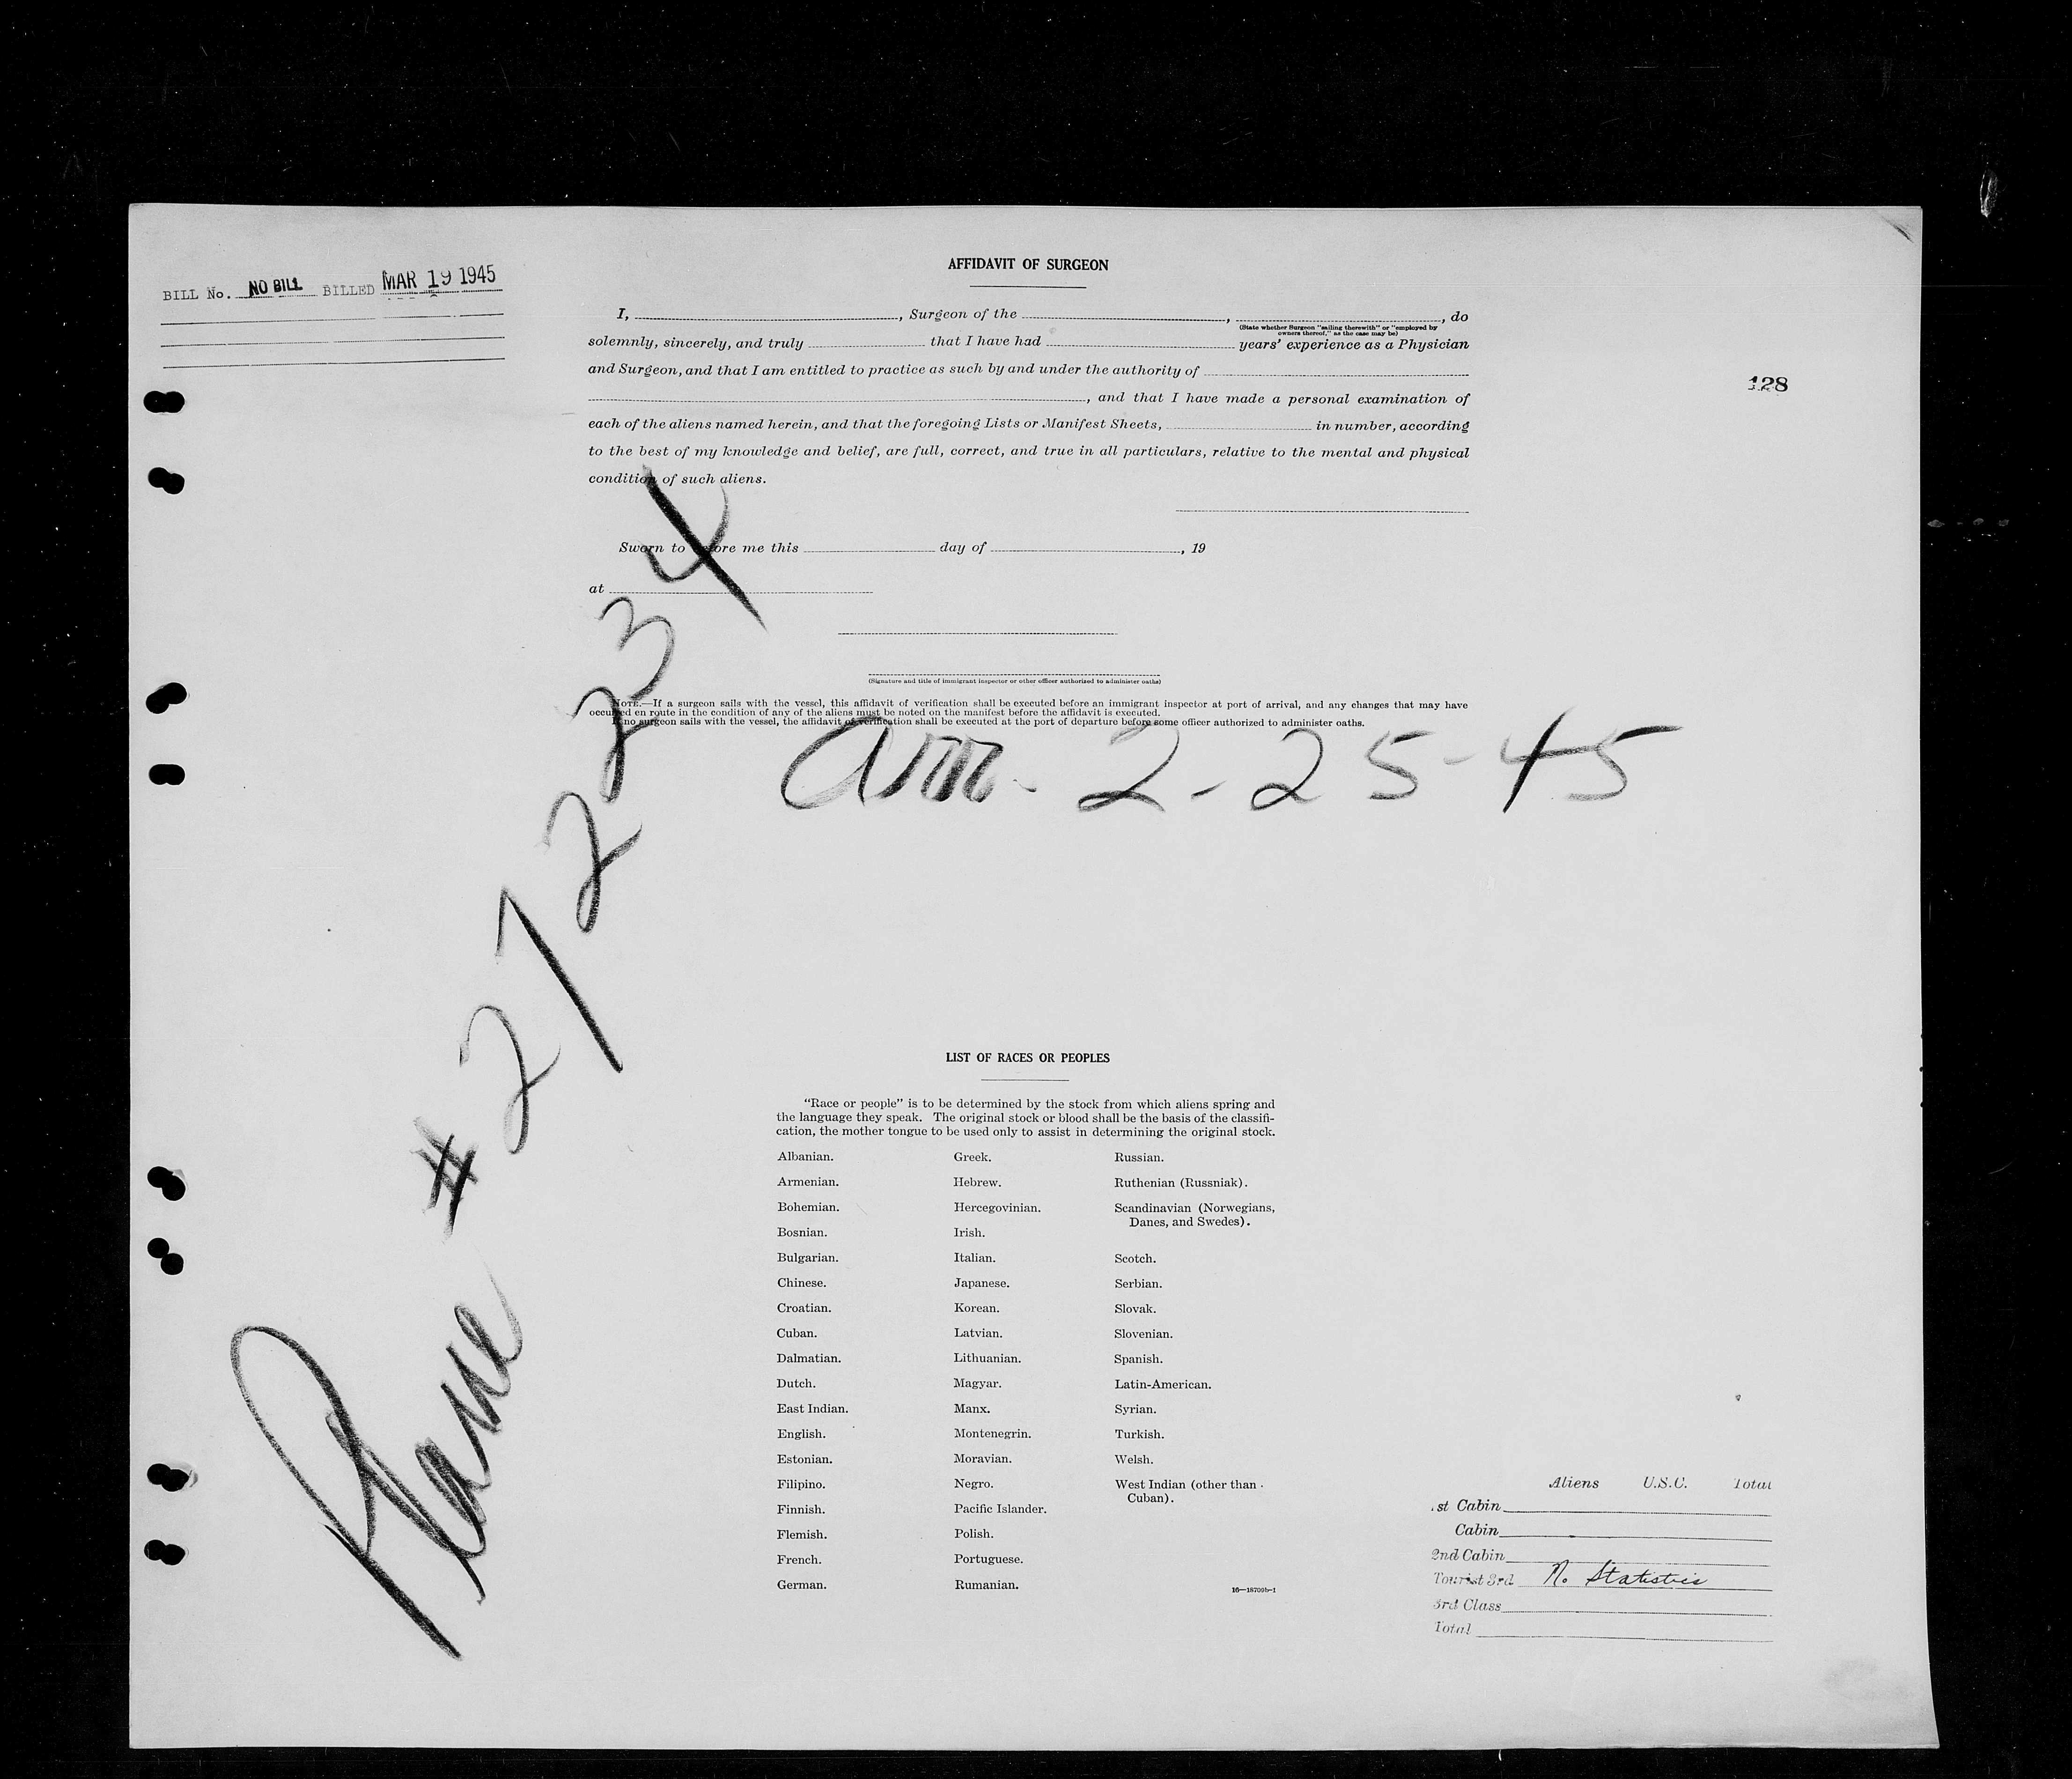 BILL No. NO BILL BILLED MAR 19 1945
AFFIDAVIT OF SURGEON
I, , Surgeon of the , , do
(State whether Surgeon "sailing therewith" or "employed by
owners thereof," as the case may be)
solemnly, sincerely, and truly that I have had years' experience as a Physician
and Surgeon, and that I am entitled to practice as such by and under the authority of
, and that I have made a personal examination of
each of the aliens named herein, and that the foregoing Lists or Manifest Sheets, in number, according
to the best of my knowledge and belief, are full, correct, and true in all particulars, relative to the mental and physical
condition of such aliens.
128
Sworn to before me this day of , 19
at
(Signature and title of immigrant inspector or other officer authorized to administer oaths)
NOTE.—If a surgeon sails with the vessel, this affidavit of verification shall be executed before an immigrant inspector at port of arrival, and any changes that may have
occurred en route in the condition of any of the aliens must be noted on the manifest before the affidavit is executed.
If no surgeon sails with the vessel, the affidavit of verification shall be executed at the port of departure before some officer authorized to administer oaths.
arr. 2-25-45
Plane # 272234
LIST OF RACES OR PEOPLES
"Race or people" is to be determined by the stock from which aliens spring and
the language they speak. The original stock or blood shall be the basis of the classifi-
cation, the mother tongue to be used only to assist in determining the original stock.
Albanian.
Armenian.
Bohemian.
Bosnian.
Bulgarian.
Chinese.
Croatian.
Cuban.
Dalmatian.
Dutch.
East Indian.
English.
Estonian.
Filipino.
Finnish.
Flemish.
French.
German.
Greek.
Hebrew.
Hercegovinian.
Irish.
Italian.
Japanese.
Korean.
Latvian.
Lithuanian.
Magyar.
Manx.
Montenegrin.
Moravian.
Negro.
Pacific Islander.
Polish.
Portuguese.
Rumanian.
Russian.
Ruthenian (Russniak).
Scandinavian (Norwegians,
Danes, and Swedes).
Scotch.
Serbian.
Slovak.
Slovenian.
Spanish.
Latin-American.
Syrian.
Turkish.
Welsh.
West Indian (other than
Cuban).
16—18709b-1
Aliens U.S.C. Total
1st Cabin
Cabin
2nd Cabin
Tourist 3rd No Statistics
3rd Class
Total